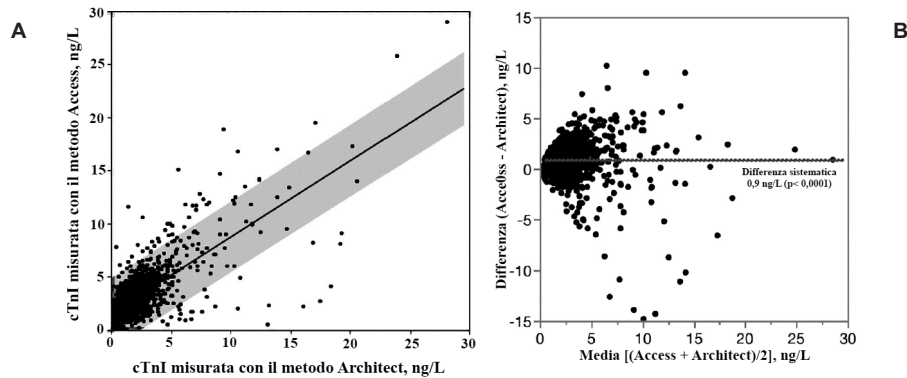 A
30
25
20
15
10
5
0
0 5 10 15 20 25 30
cTnI misurata con il metodo Access, ng/L
cTnI misurata con il metodo Architect, ng/L
B
15
10
5
0
-5
-10
-15
0 5 10 15 20 25 30
Differenza (Acce0ss - Architect), ng/L
Differenza sistematica
0,9 ng/L (p< 0,0001)
Media [(Access + Architect)/2], ng/L